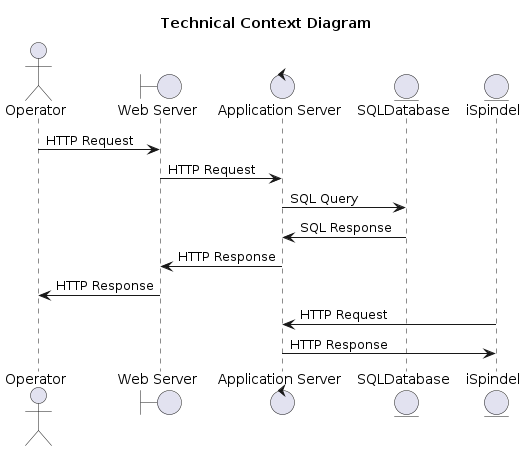 Technical Context Diagram
Operator Web Server Application Server SQLDatabase iSpindel
HTTP Request
HTTP Request
SQL Query
SQL Response
HTTP Response
HTTP Response
HTTP Request
HTTP Response
Operator Web Server Application Server SQLDatabase iSpindel